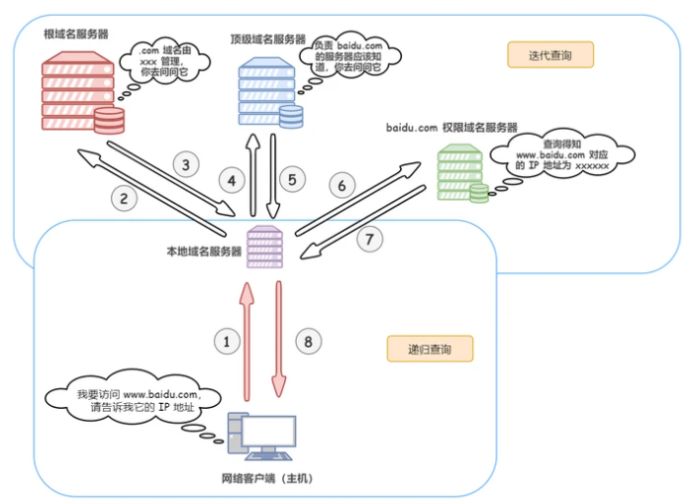 根域名服务器
.com 域名由
xxx 管理，
你去问问它
顶级域名服务器
负责 baidu.com
的服务器应该知
道，你去问问它
迭代查询
baidu.com 权限域名服务器
查询得知
www.baidu.com 对应
的 IP 地址为 xxxxxx
3
2
4
5
6
7
本地域名服务器
1
8
递归查询
我要访问 www.baidu.com，
请告诉我它的 IP 地址
网络客户端（主机）